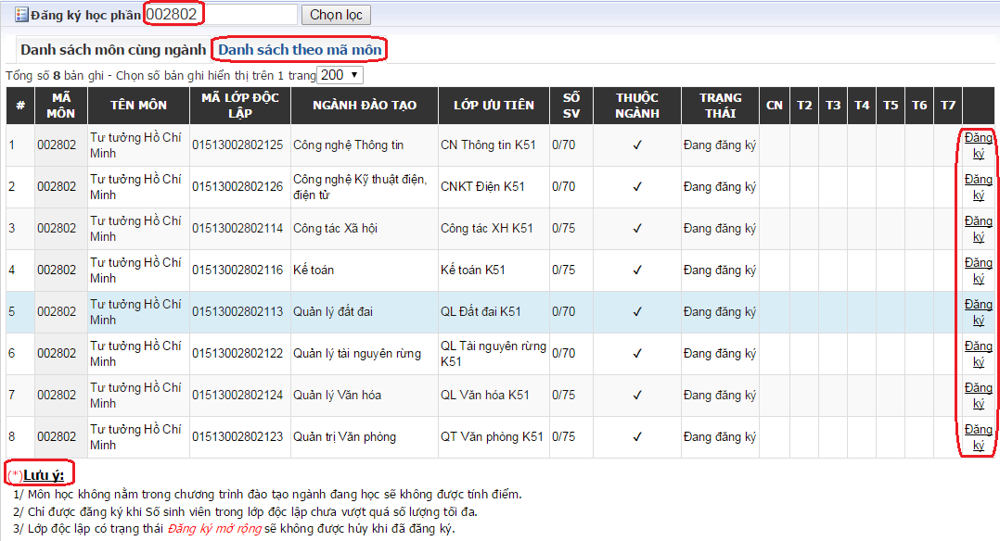 Đăng ký học phần 002802 Chọn lọc
Danh sách môn cùng ngành Danh sách theo mã môn
Tổng số 8 bản ghi - Chọn số bản ghi hiển thị trên 1 trang 200
# MÃ MÔN TÊN MÔN MÃ LỚP ĐỘC LẬP NGÀNH ĐÀO TẠO LỚP ƯU TIÊN SỐ SV THUỘC NGÀNH TRẠNG THÁI CN T2 T3 T4 T5 T6 T7
1 002802 Tư tưởng Hồ Chí Minh 01513002802125 Công nghệ Thông tin CN Thông tin K51 0/70 ✓ Đang đăng ký Đăng ký
2 002802 Tư tưởng Hồ Chí Minh 01513002802126 Công nghệ Kỹ thuật điện, điện tử CNKT Điện K51 0/70 ✓ Đang đăng ký Đăng ký
3 002802 Tư tưởng Hồ Chí Minh 01513002802114 Công tác Xã hội Công tác XH K51 0/75 ✓ Đang đăng ký Đăng ký
4 002802 Tư tưởng Hồ Chí Minh 01513002802116 Kế toán Kế toán K51 0/75 ✓ Đang đăng ký Đăng ký
5 002802 Tư tưởng Hồ Chí Minh 01513002802113 Quản lý đất đai QL Đất đai K51 0/70 ✓ Đang đăng ký Đăng ký
6 002802 Tư tưởng Hồ Chí Minh 01513002802122 Quản lý tài nguyên rừng QL Tài nguyên rừng K51 0/70 ✓ Đang đăng ký Đăng ký
7 002802 Tư tưởng Hồ Chí Minh 01513002802124 Quản lý Văn hóa QL Văn hóa K51 0/75 ✓ Đang đăng ký Đăng ký
8 002802 Tư tưởng Hồ Chí Minh 01513002802123 Quản trị Văn phòng QT Văn phòng K51 0/75 ✓ Đang đăng ký Đăng ký
(*)Lưu ý:
1/ Môn học không nằm trong chương trình đào tạo ngành đang học sẽ không được tính điểm.
2/ Chỉ được đăng ký khi Số sinh viên trong lớp độc lập chưa vượt quá số lượng tối đa.
3/ Lớp độc lập có trạng thái Đăng ký mở rộng sẽ không được hủy khi đã đăng ký.